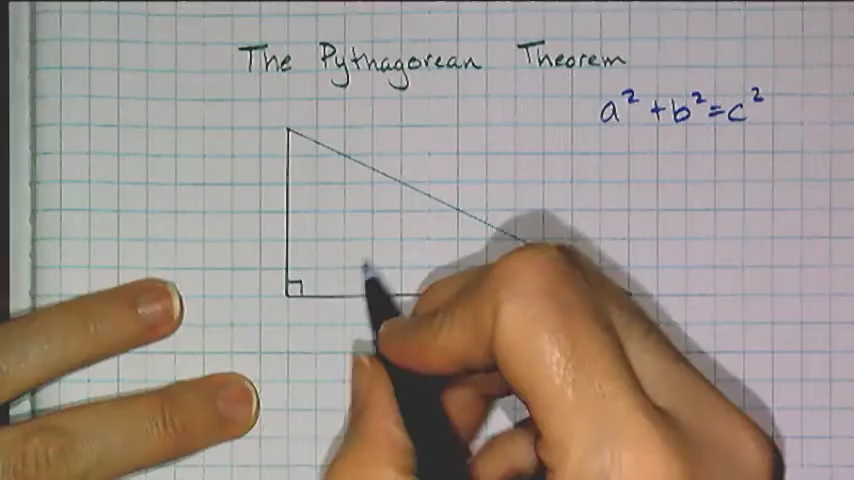 The Pythagorean Theorem
a² + b² = c²